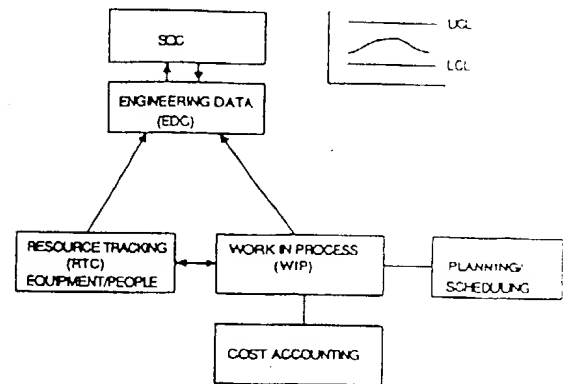 SQC
UCL
LCL
ENGINEERING DATA
(EDC)
RESOURCE TRACKING
(RTC)
EQUIPMENT/PEOPLE
WORK IN PROCESS
(WIP)
PLANNING/
SCHEDULING
COST ACCOUNTING